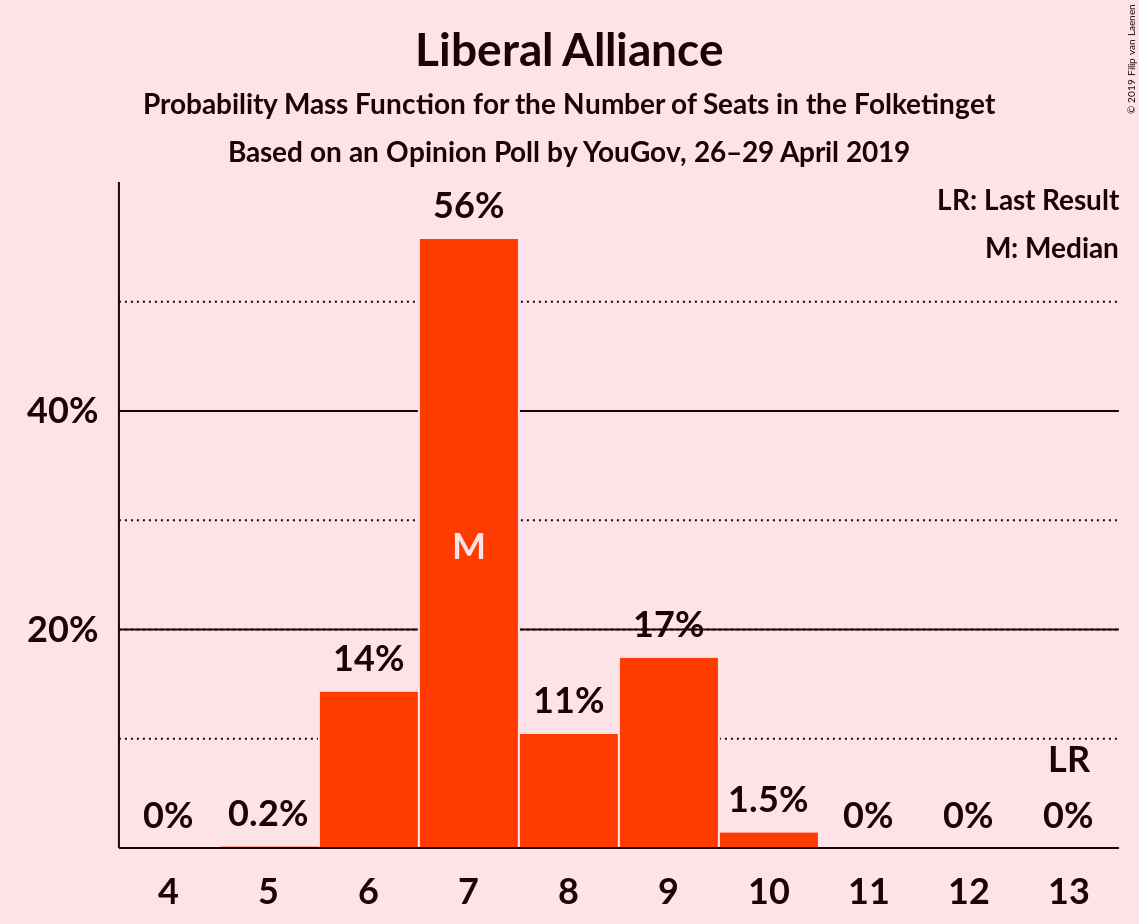 Liberal Alliance
Probability Mass Function for the Number of Seats in the Folketinget
Based on an Opinion Poll by YouGov, 26–29 April 2019
© 2019 Filip van Laenen
LR: Last Result
M: Median
56%
40%
M
20%
17%
14%
11%
LR
1.5%
0%
0.2%
0%
0%
0%
4 5 6 7 8 9 10 11 12 13